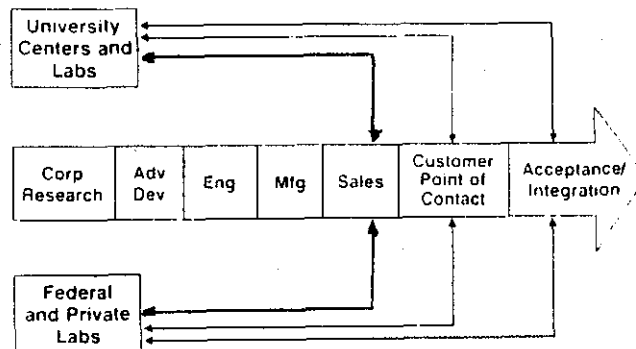 University
Centers and
Labs
Corp
Research
Adv
Dev
Eng
Mfg
Sales
Customer
Point of
Contact
Acceptance/
Integration
Federal
and Private
Labs